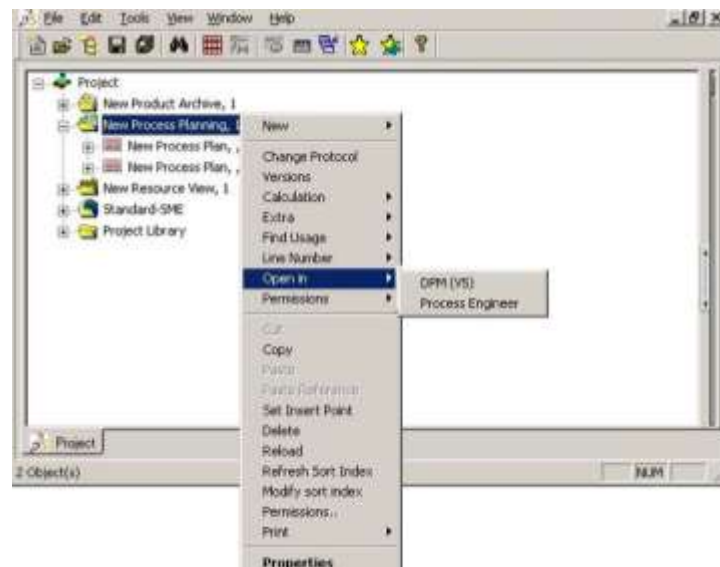 File Edit Tools View Window Help
Project
New Product Archive, 1
New Process Planning,
New Process Plan, ,
New Process Plan, ,
New Resource View, 1
Standard-SME
Project Library
New
Change Protocol
Versions
Calculation
Extra
Find Usage
Line Number
Open in
Permissions
DPM (V5)
Process Engineer
Cut
Copy
Paste
Paste Reference
Set Insert Point
Delete
Reload
Refresh Sort Index
Modify sort index
Permissions..
Print
Properties
Project
2 Object(s)
NUM